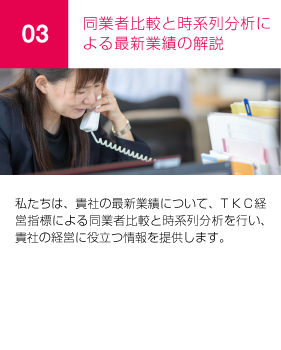 03
同業者比較と時系列分析に
よる最新業績の解説
私たちは、貴社の最新業績について、ＴＫＣ経
営指標による同業者比較と時系列分析を行い、
貴社の経営に役立つ情報を提供します。